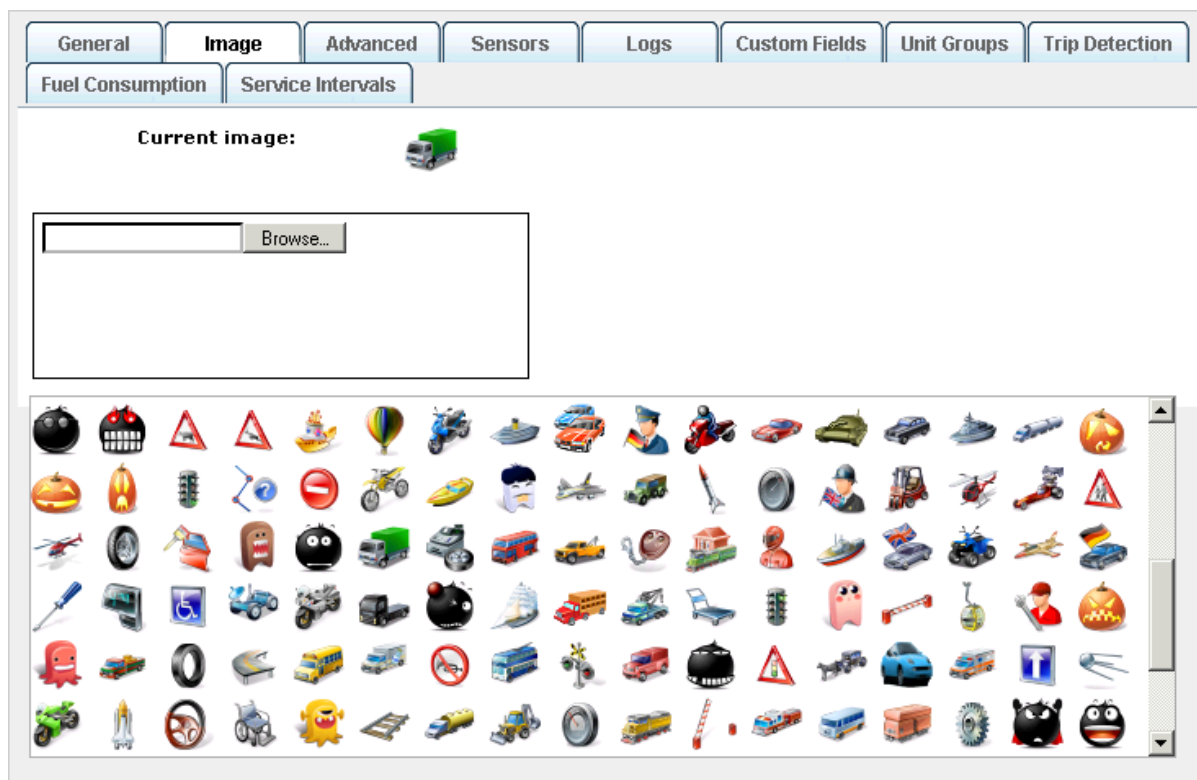 General Image Advanced Sensors Logs Custom Fields Unit Groups Trip Detection
Fuel Consumption Service Intervals
Current image:
Browse...